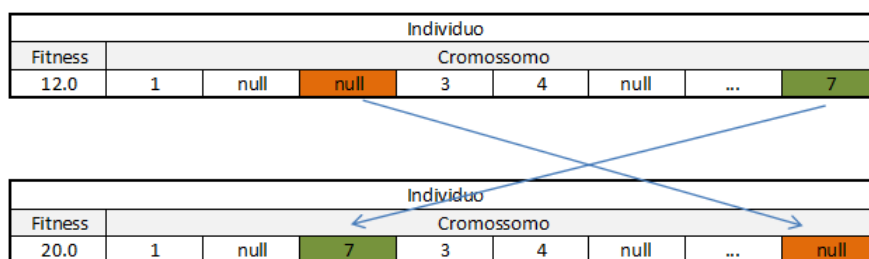 Individuo
Fitness Cromossomo
12.0 1 null null 3 4 null ... 7
Individuo
Fitness Cromossomo
20.0 1 null 7 3 4 null ... null